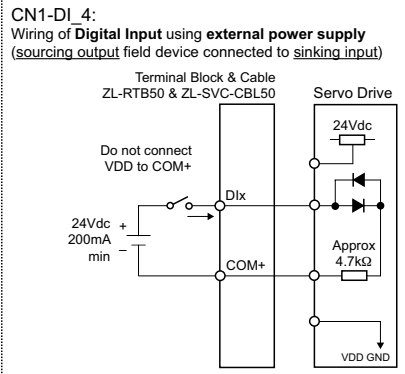 CN1-DI_4:
Wiring of Digital Input using external power supply
(sourcing output field device connected to sinking input)
Terminal Block & Cable
ZL-RTB50 & ZL-SVC-CBL50
Servo Drive
24Vdc
Do not connect
VDD to COM+
DIx
24Vdc
200mA
min
+
–
COM+
Approx
4.7kΩ
VDD GND